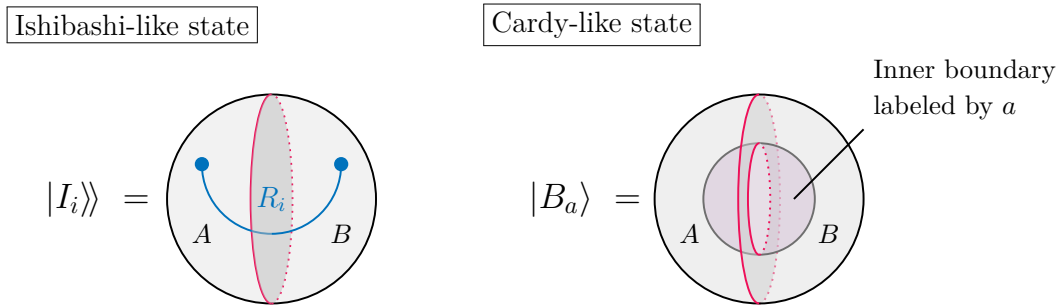 Ishibashi-like state
Cardy-like state
Inner boundary
labeled by a
|I_i⟩⟩ =
R_i
A
B
|B_a⟩ =
A
B